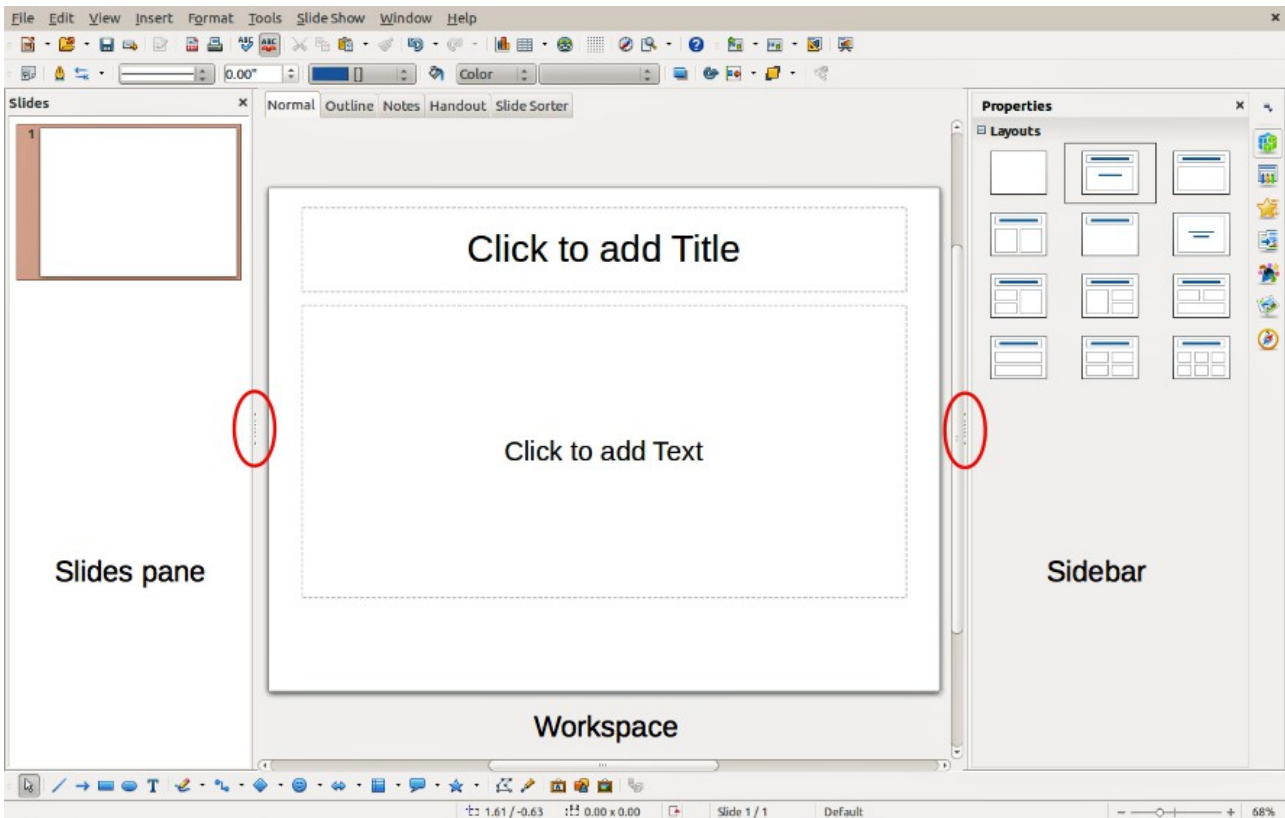 File Edit View Insert Format Tools Slide Show Window Help
0.00" Color
Slides
Normal Outline Notes Handout Slide Sorter
Properties
Layouts
1
Click to add Title
Click to add Text
Slides pane
Sidebar
Workspace
1.61 / -0.63 0.00 x 0.00 Slide 1 / 1 Default 68%